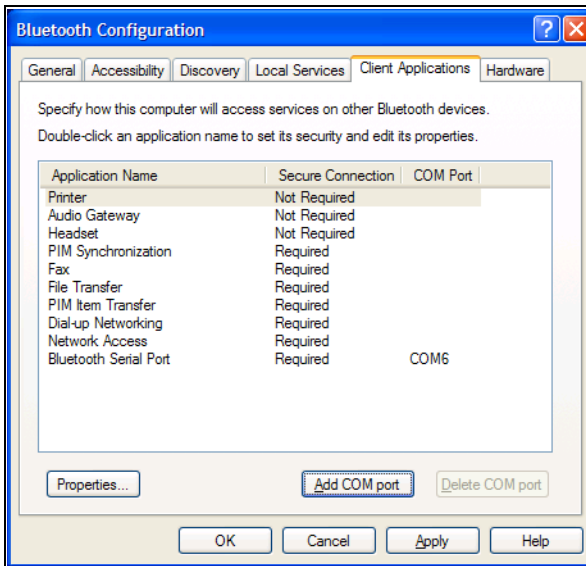 Bluetooth Configuration
General Accessibility Discovery Local Services Client Applications Hardware
Specify how this computer will access services on other Bluetooth devices.
Double-click an application name to set its security and edit its properties.
Application Name Secure Connection COM Port
Printer Not Required
Audio Gateway Not Required
Headset Not Required
PIM Synchronization Required
Fax Required
File Transfer Required
PIM Item Transfer Required
Dial-up Networking Required
Network Access Required
Bluetooth Serial Port Required COM6
Properties... Add COM port Delete COM port
OK Cancel Apply Help